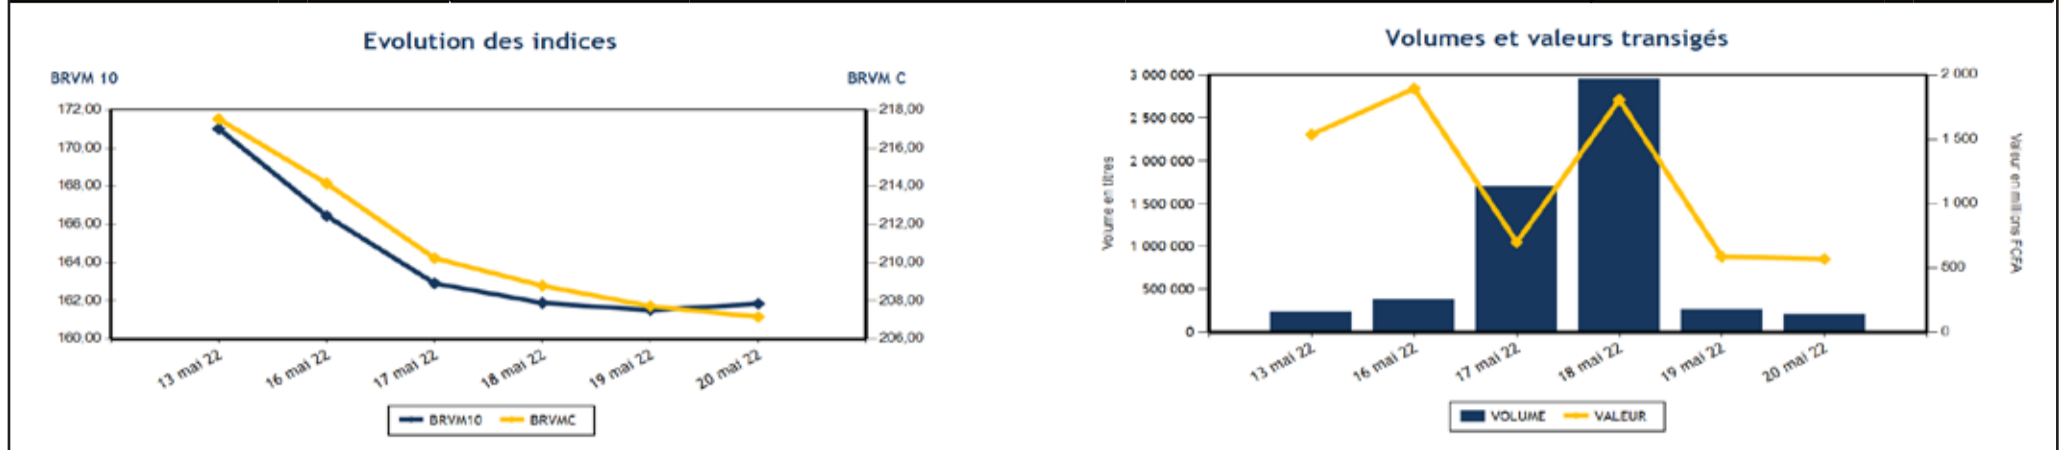 Evolution des indices
BRVM 10
BRVM C
172,00
170,00
168,00
166,00
164,00
162,00
160,00
218,00
216,00
214,00
212,00
210,00
208,00
206,00
13 mai 22
16 mai 22
17 mai 22
18 mai 22
19 mai 22
20 mai 22
BRVM10
BRVMC
Volumes et valeurs transigés
Volume en titres
3 000 000
2 500 000
2 000 000
1 500 000
1 000 000
500 000
0
2 000
1 500
1 000
500
0
Valeur en millions FCFA
13 mai 22
16 mai 22
17 mai 22
18 mai 22
19 mai 22
20 mai 22
VOLUME
VALEUR